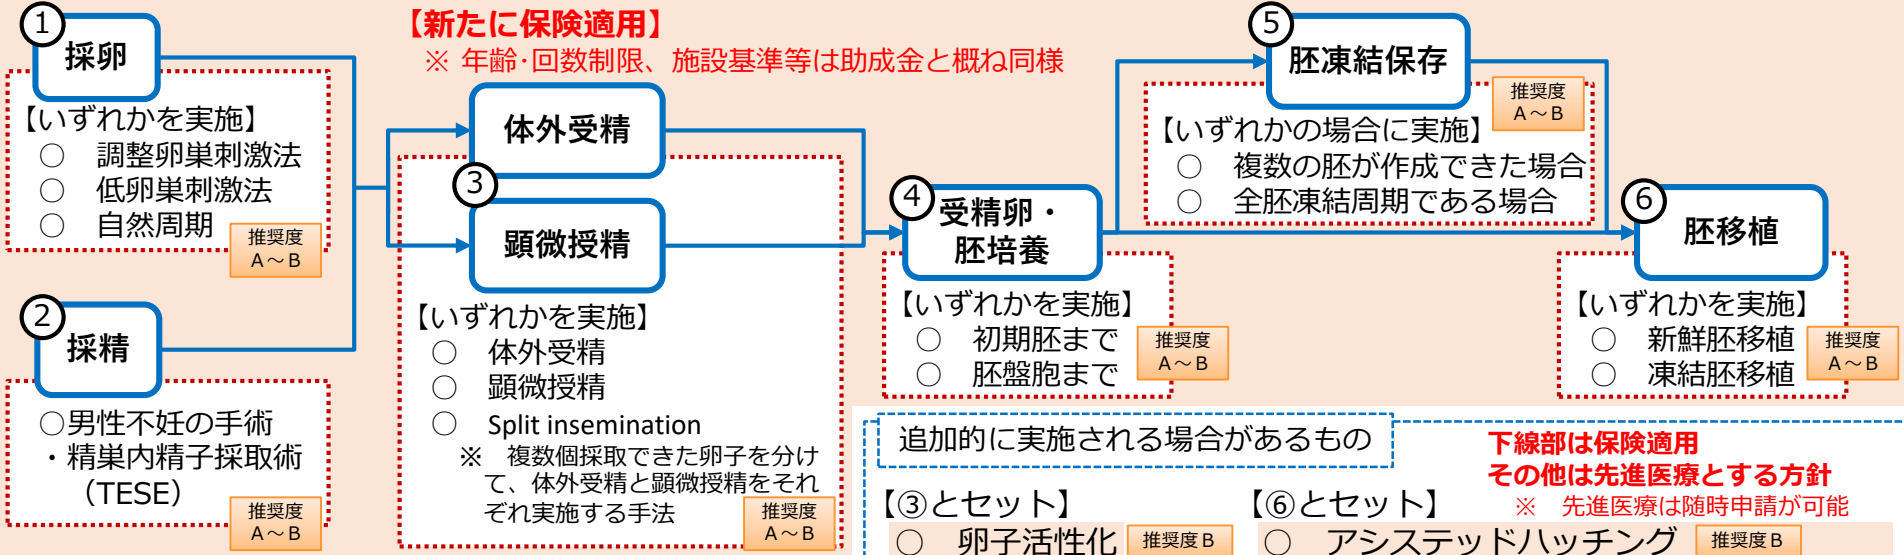 【新たに保険適用】
※ 年齢・回数制限、施設基準等は助成金と概ね同様
①
採卵
【いずれかを実施】
○ 調整卵巣刺激法
○ 低卵巣刺激法
○ 自然周期
推奨度
A～B
②
採精
○男性不妊の手術
・精巣内精子採取術
（TESE）
推奨度
A～B
体外受精
③
顕微授精
【いずれかを実施】
○ 体外受精
○ 顕微授精
○ Split insemination
※ 複数個採取できた卵子を分け
て、体外受精と顕微授精をそれ
ぞれ実施する手法
推奨度
A～B
④
受精卵・
胚培養
【いずれかを実施】
○ 初期胚まで
○ 胚盤胞まで
推奨度
A～B
⑤
胚凍結保存
推奨度
A～B
【いずれかの場合に実施】
○ 複数の胚が作成できた場合
○ 全胚凍結周期である場合
⑥
胚移植
【いずれかを実施】
○ 新鮮胚移植
○ 凍結胚移植
推奨度
A～B
追加的に実施される場合があるもの
下線部は保険適用
その他は先進医療とする方針
※ 先進医療は随時申請が可能
【③とセット】
○ 卵子活性化 推奨度B
【⑥とセット】
○ アシステッドハッチング 推奨度B